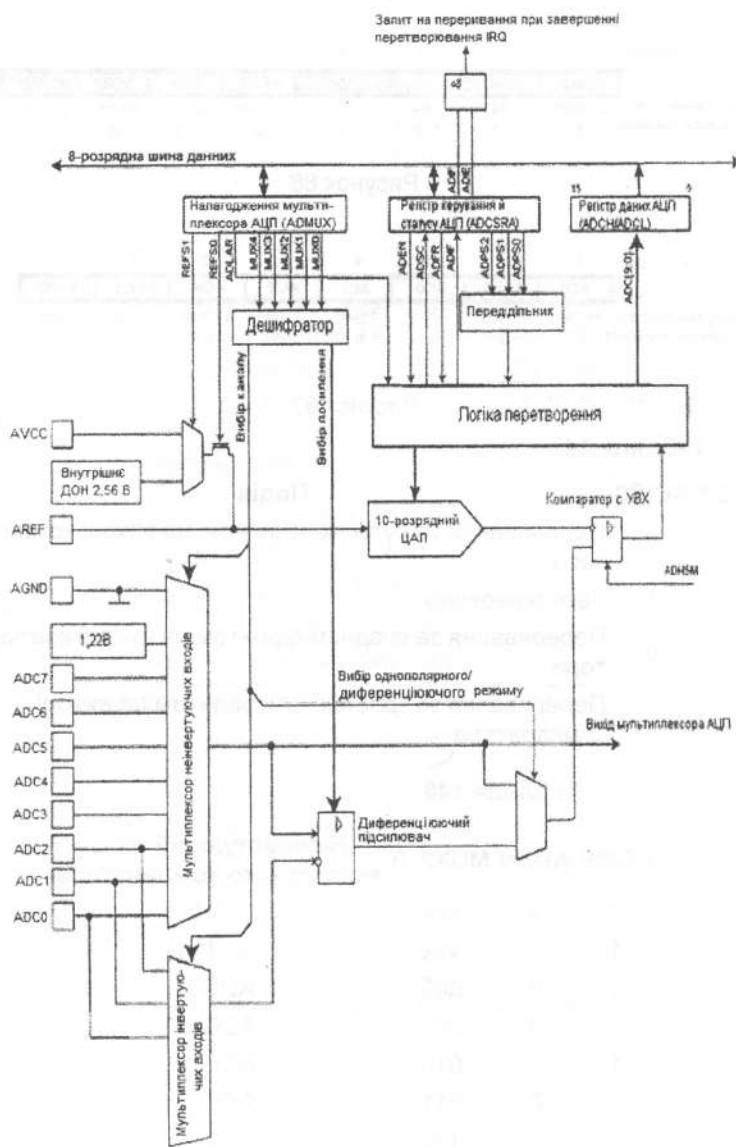 Запит на переривання при завершенні
перетворювання IRQ
8-розрядна шина данних
Рисунок 86
ADIF
ADIE
15
Налагодження мульти-
плексора АЦП (ADMUX)
Регістр керування й
статусу АЦП (ADCSRA)
Регістр даних АЦП
(ADCH/ADCL)
REFS1
REFS0
ADLAR
MUX4
MUX3
MUX2
MUX1
MUX0
ADEN
ADSC
ADFR
ADIF
ADPS2
ADPS1
ADPS0
ADC[9:0]
Дешифратор
Переддільник
Вибір каналу
Вибір посилення
Логіка перетворення
AVCC
Внутрішнє
ДОН 2,56 В
AREF
10-розрядний
ЦАП
Компаратор с УВХ
ADHSM
AGND
1,22В
ADC7
ADC6
ADC5
ADC4
ADC3
ADC2
ADC1
ADC0
Мультиплексор неінвертуючих входів
Вибір однополярного/
диференціюючого режиму
Вихід мультиплексора АЦП
Диференціюючий
підсилювач
Мультиплексор інвертую-
чих входів